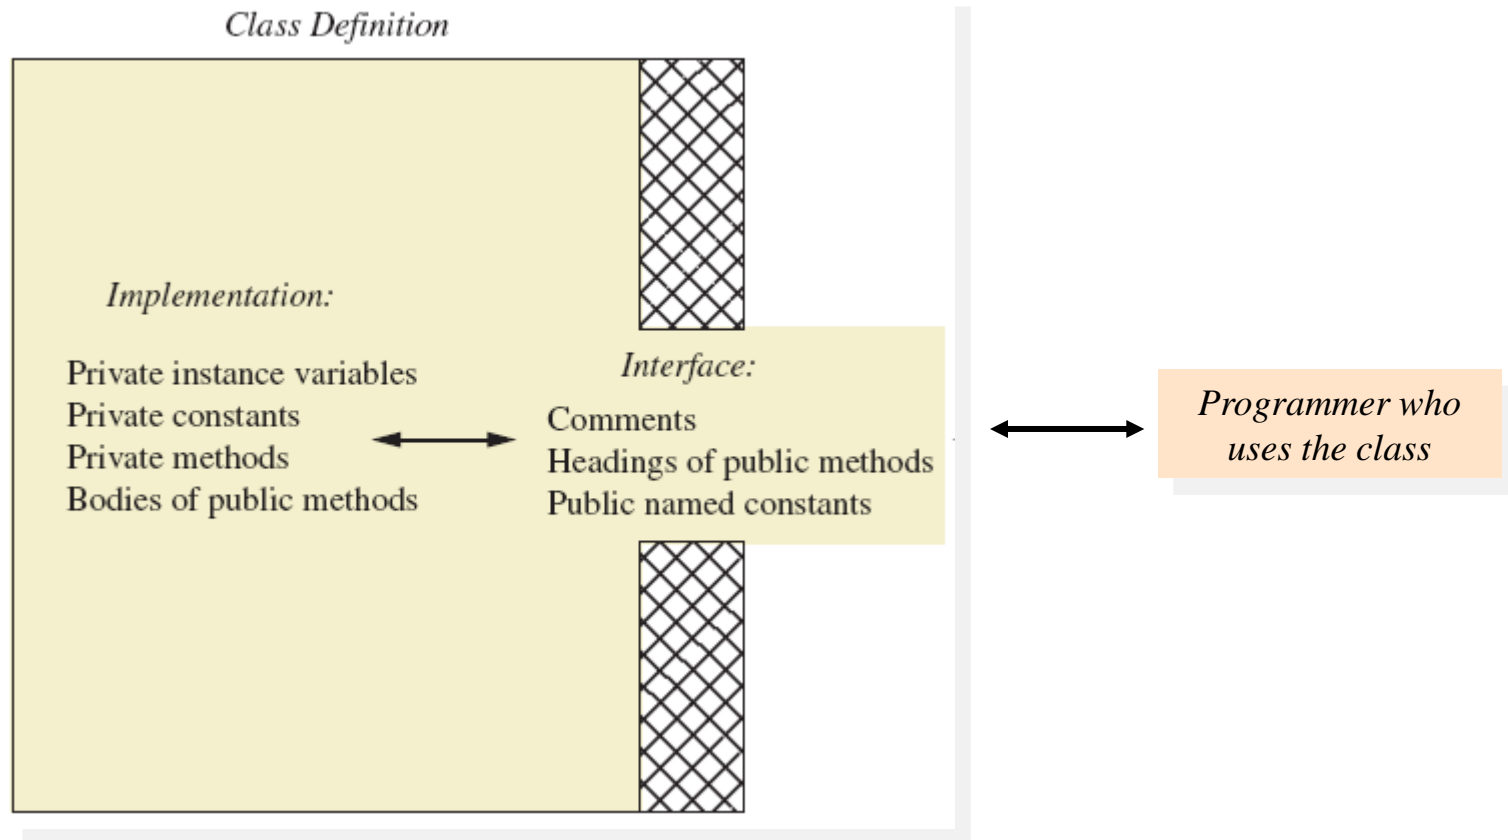 Class Definition
Implementation:
Private instance variables
Private constants
Private methods
Bodies of public methods
Interface:
Comments
Headings of public methods
Public named constants
Programmer who
uses the class